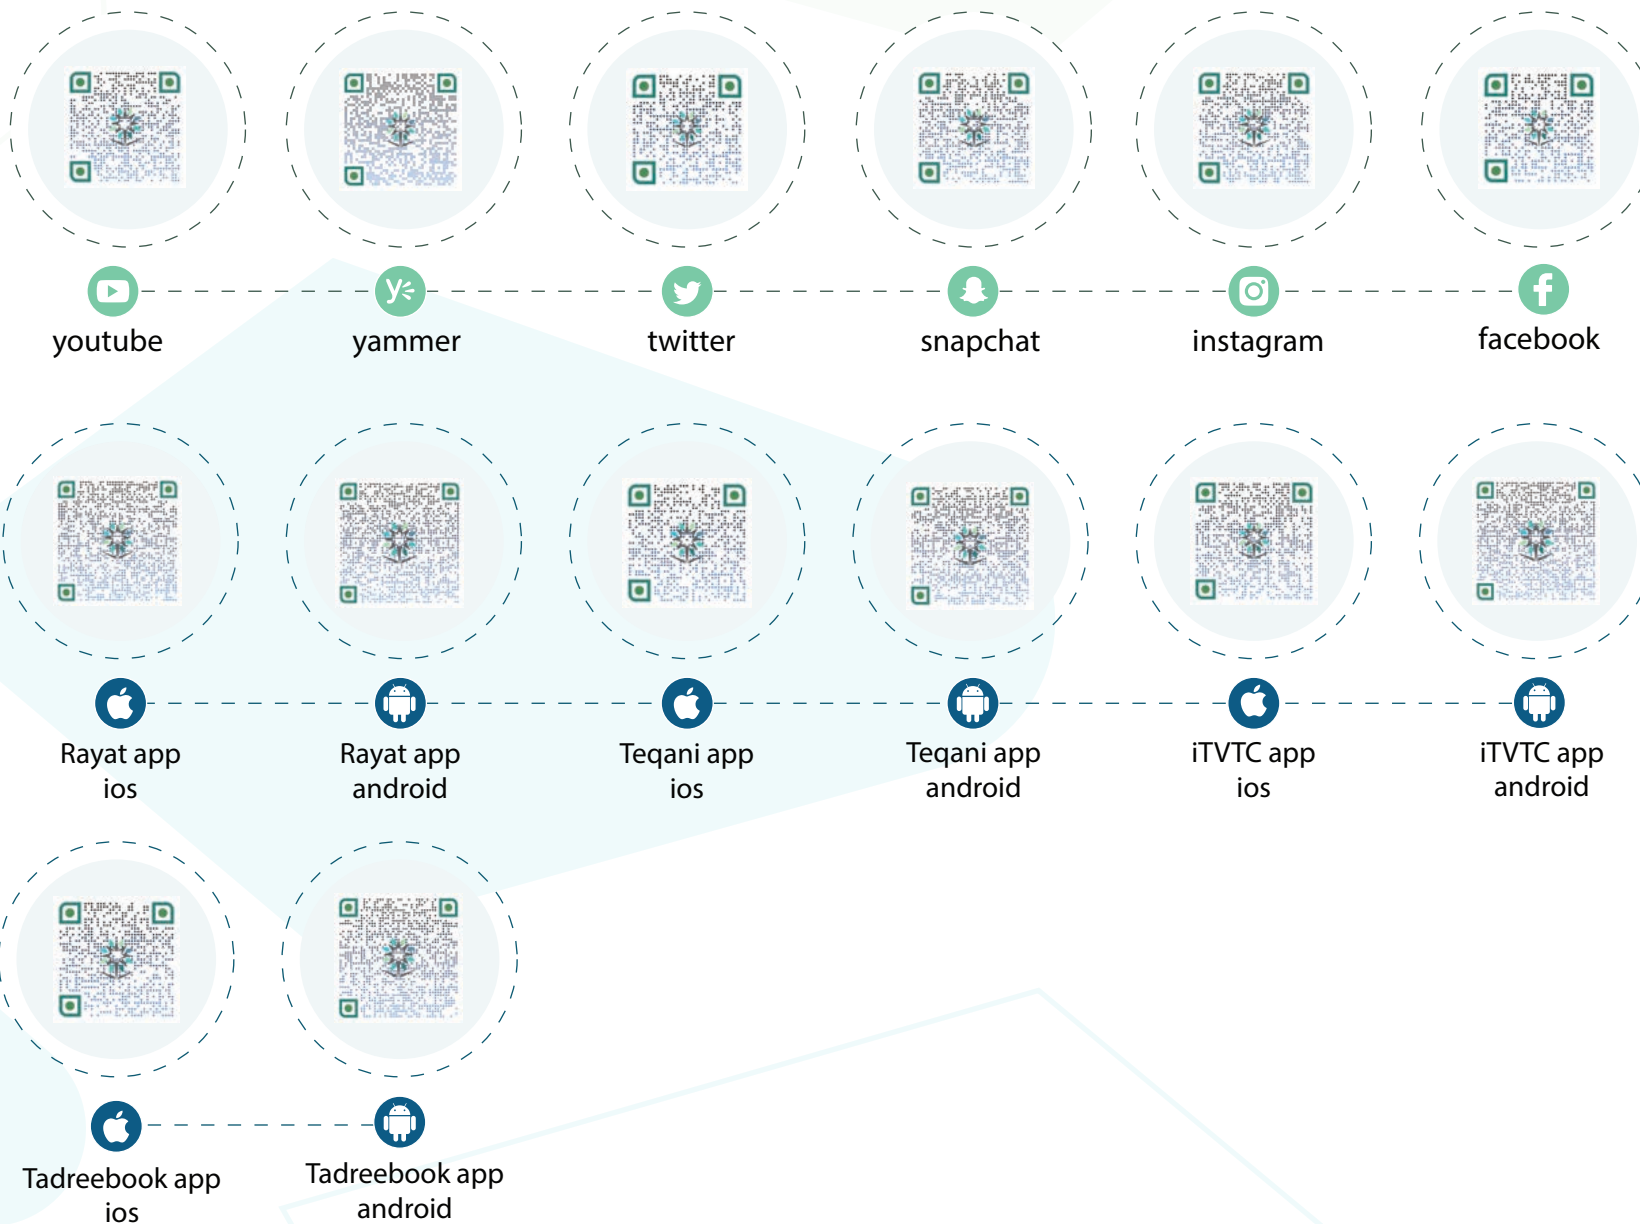 youtube
yammer
twitter
snapchat
instagram
facebook
Rayat app
ios
Rayat app
android
Teqani app
ios
Teqani app
android
iTVTC app
ios
iTVTC app
android
Tadreebook app
ios
Tadreebook app
android